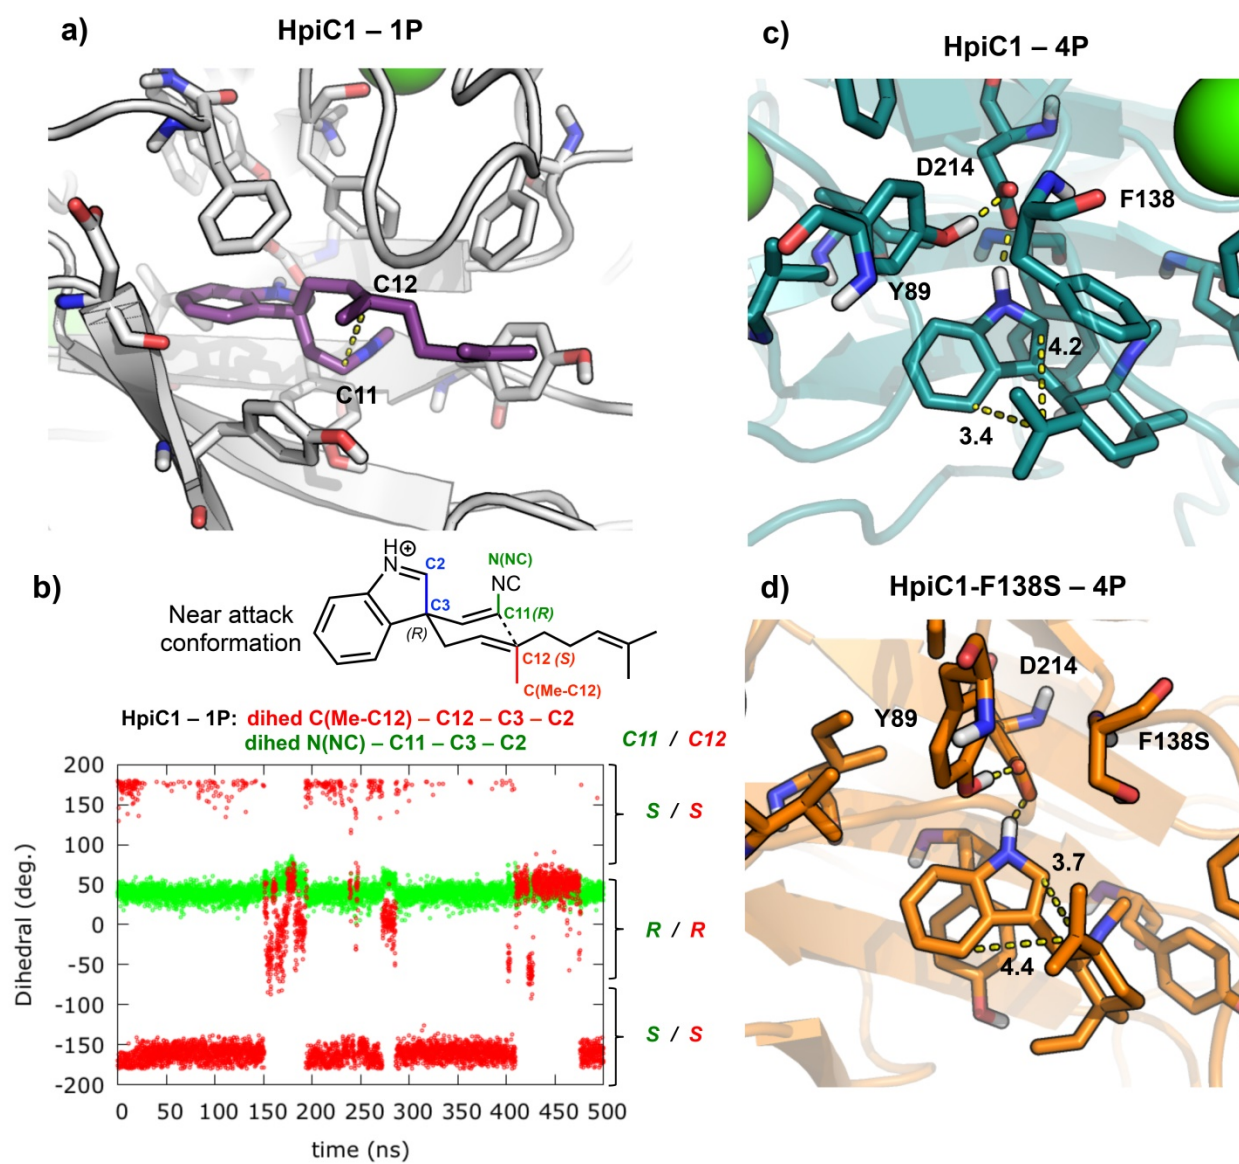 a)
HpiC1 – 1P
C12
C11
b)
H
⊕
N
C2
N(NC)
NC
C3
C11(R)
(R)
C12 (S)
C(Me-C12)
Near attack
conformation
HpiC1 – 1P: dihed C(Me-C12) – C12 – C3 – C2
dihed N(NC) – C11 – C3 – C2
C11 / C12
Dihedral (deg.)
200
150
100
50
0
-50
-100
-150
-200
S / S
R / R
S / S
0 50 100 150 200 250 300 350 400 450 500
time (ns)
c)
HpiC1 – 4P
D214
F138
Y89
N
4.2
3.4
d)
HpiC1-F138S – 4P
D214
Y89
F138S
3.7
4.4